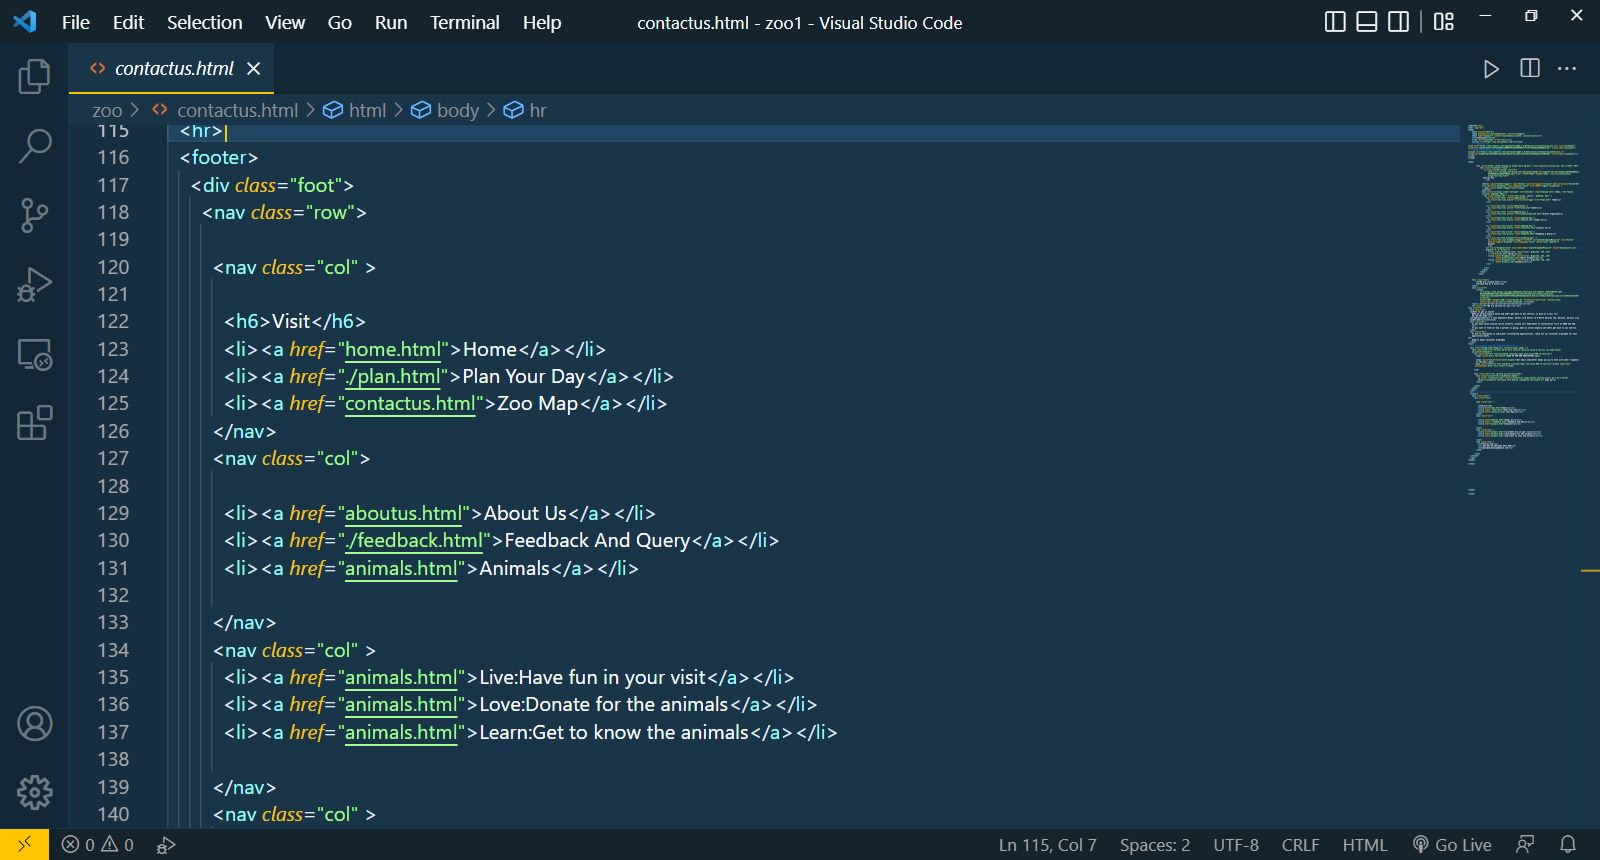 File Edit Selection View Go Run Terminal Help contactus.html - zoo1 - Visual Studio Code
contactus.html
zoo > contactus.html > html > body > hr
115 <hr>
116 <footer>
117 <div class="foot">
118 <nav class="row">
119
120 <nav class="col" >
121
122 <h6>Visit</h6>
123 <li><a href="home.html">Home</a></li>
124 <li><a href="./plan.html">Plan Your Day</a></li>
125 <li><a href="contactus.html">Zoo Map</a></li>
126 </nav>
127 <nav class="col">
128
129 <li><a href="aboutus.html">About Us</a></li>
130 <li><a href="./feedback.html">Feedback And Query</a></li>
131 <li><a href="animals.html">Animals</a></li>
132
133 </nav>
134 <nav class="col" >
135 <li><a href="animals.html">Live:Have fun in your visit</a></li>
136 <li><a href="animals.html">Love:Donate for the animals</a></li>
137 <li><a href="animals.html">Learn:Get to know the animals</a></li>
138
139 </nav>
140 <nav class="col" >
0 0 Ln 115, Col 7 Spaces: 2 UTF-8 CRLF HTML Go Live